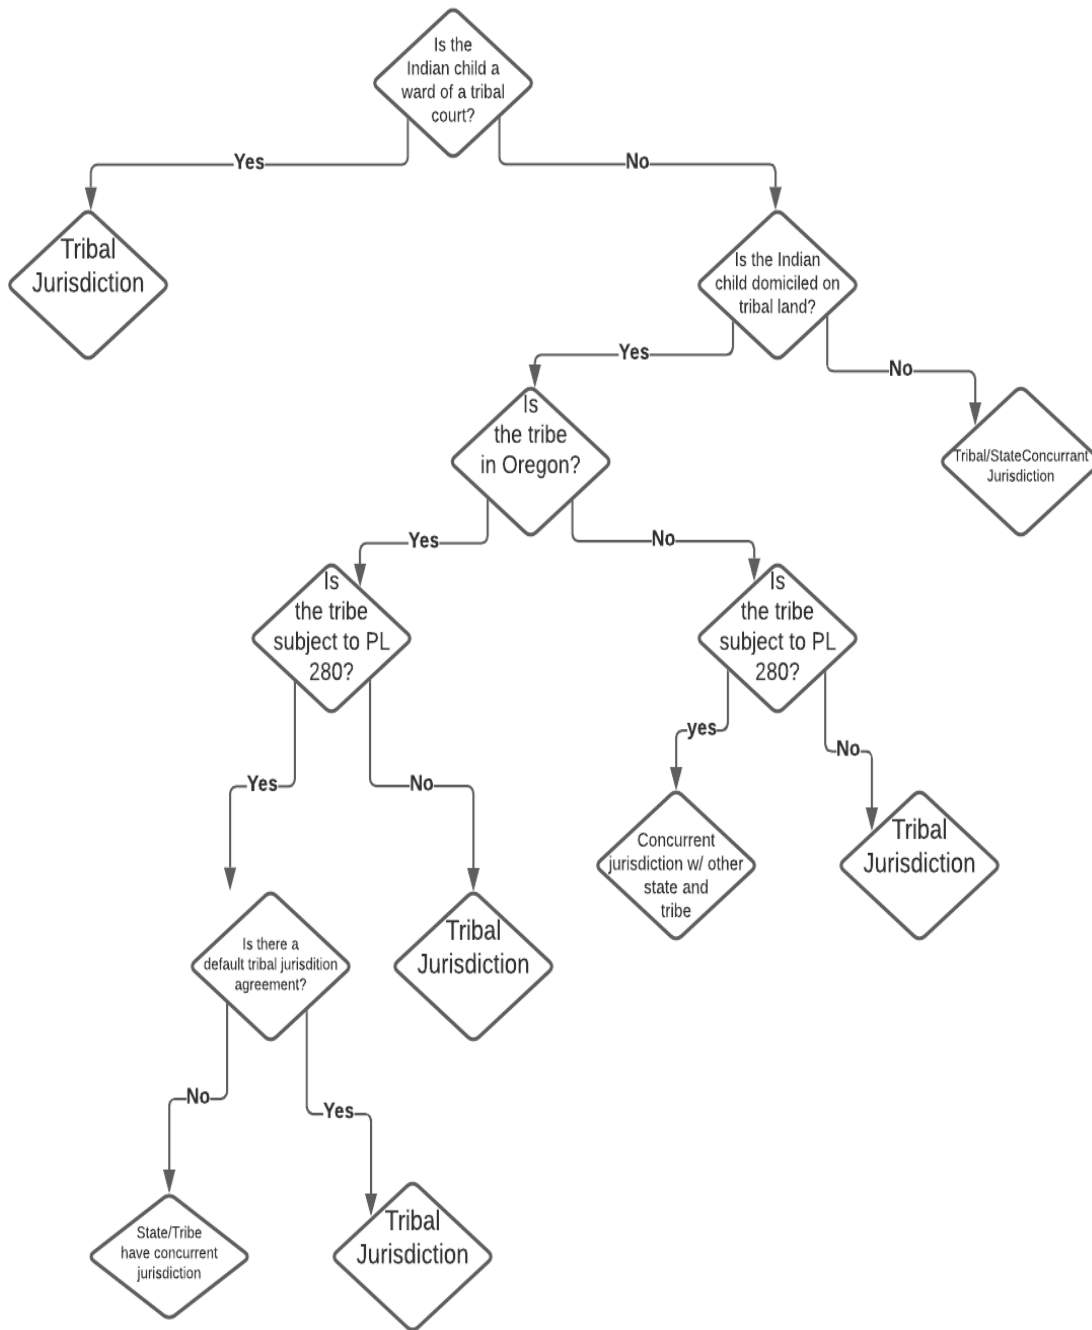 Is the
Indian child a
ward of a tribal
court?
Yes
No
Tribal
Jurisdiction
Is the Indian
child domiciled on
tribal land?
Yes
No
Is
the tribe
in Oregon?
Tribal/StateConcurrant
Jurisdiction
Yes
No
Is
the tribe
subject to PL
280?
Is
the tribe
subject to PL
280?
yes
No
Yes
No
Concurrent
jurisdiction w/ other
state and
tribe
Tribal
Jurisdiction
Is there a
default tribal jurisdition
agreement?
Tribal
Jurisdiction
No
Yes
State/Tribe
have concurrent
jurisdiction
Tribal
Jurisdiction